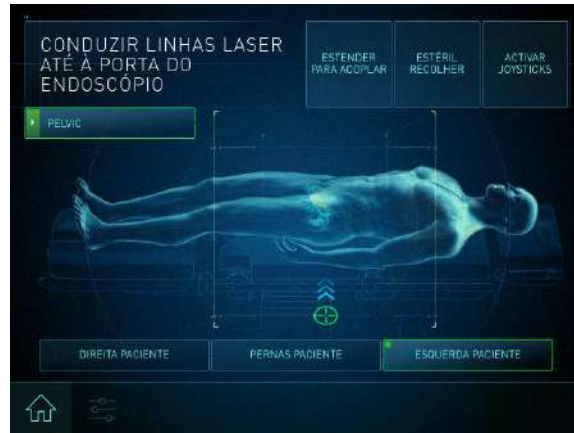 CONDUZIR LINHAS LASER
ATÉ À PORTA DO
ENDOSCÓPIO
ESTENDER
PARA ACOPLAR
ESTÉRIL
RECOLHER
ACTIVAR
JOYSTICKS
PELVIC
DIREITA PACIENTE
PERNAS PACIENTE
ESQUERDA PACIENTE